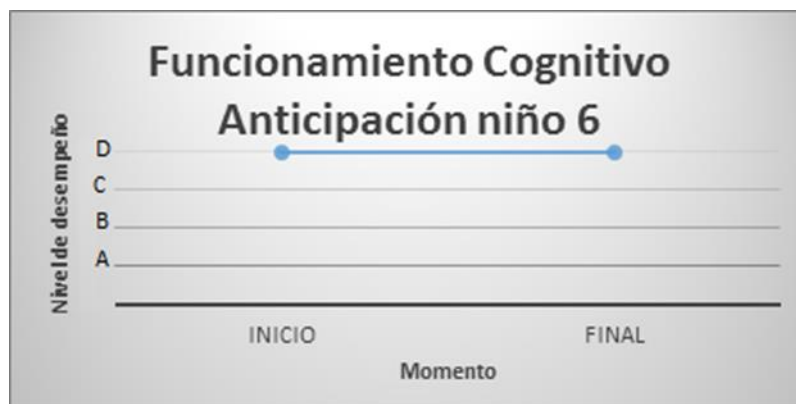 Funcionamiento Cognitivo
Anticipación niño 6
Nivel de desempeño
D
C
B
A
INICIO FINAL
Momento